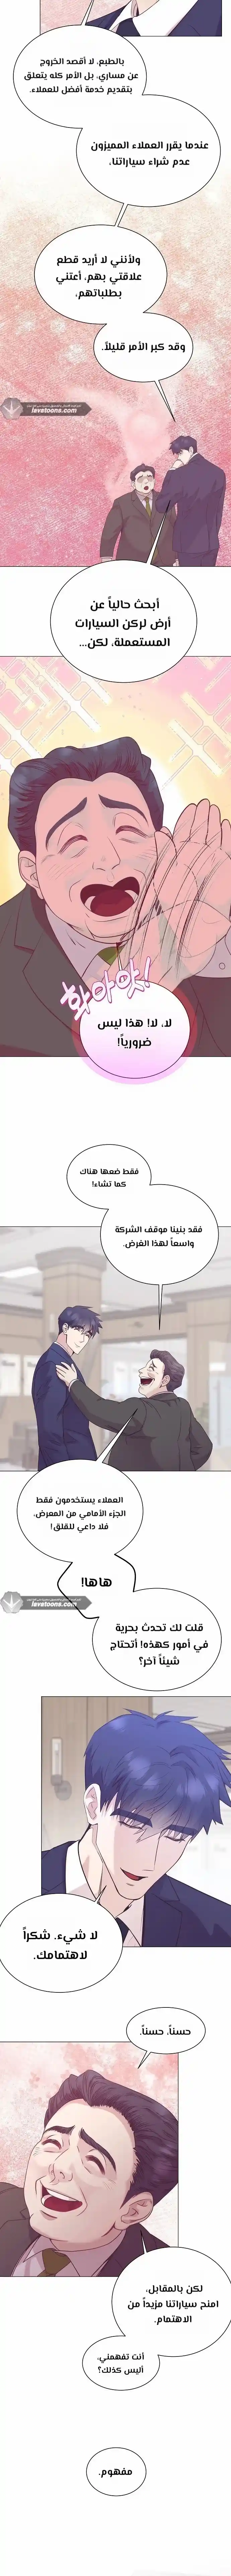 بالطبع، لا أقصد الخروج
عن مساري، بل الأمر كله يتعلق
بتقديم خدمة أفضل للعملاء.
عندما يقرر العملاء المميزون
عدم شراء سياراتنا،
ولأنني لا أريد قطع
علاقتي بهم، أعتني
بطلباتهم،
وقد كبر الأمر قليلاً.
lavatoons.com
أبحث حالياً عن
أرض لركن السيارات
المستعملة، لكن...
화아앗!
لا، لا! هذا ليس
ضرورياً!
فقط ضعها هناك
كما تشاء!
فقد بنينا موقف الشركة
واسعاً لهذا الغرض.
العملاء يستخدمون فقط
الجزء الأمامي من المعرض،
فلا داعي للقلق!
هاها!
lavatoons.com
قلت لك تحدث بحرية
في أمور كهذه! أتحتاج
شيئاً آخر؟
لا شيء. شكراً
لاهتمامك.
حسناً، حسناً.
لكن بالمقابل،
امنح سياراتنا مزيداً من
الاهتمام.
أنت تفهمني،
أليس كذلك؟
مفهوم.